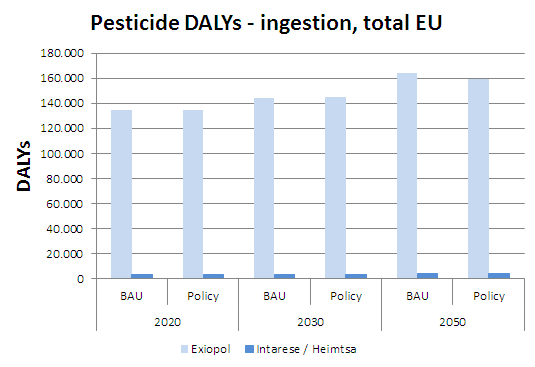 Pesticide DALYs - ingestion, total EU
180.000
160.000
140.000
120.000
100.000
80.000
60.000
40.000
20.000
0
DALYs
BAU Policy BAU Policy BAU Policy
2020 2030 2050
Exiopol Intarese / Heimtsa